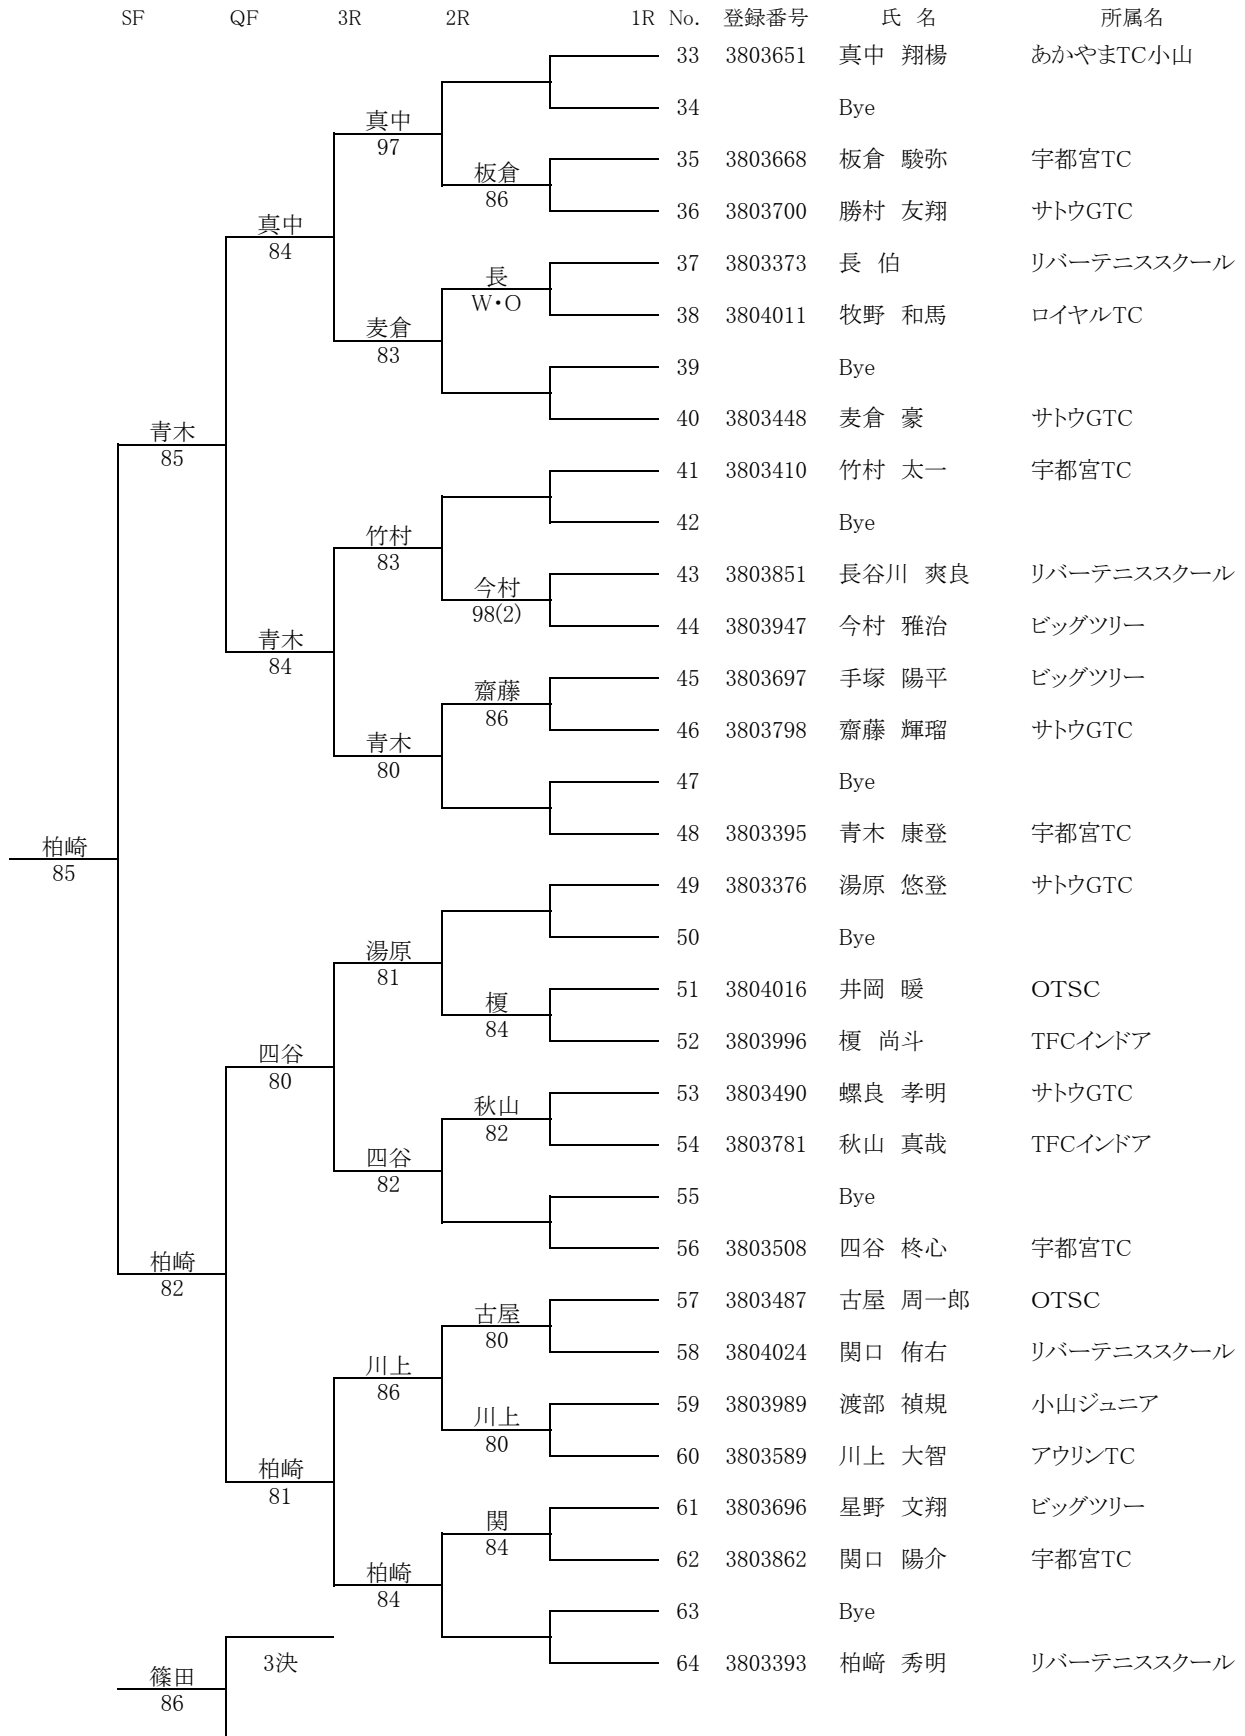 SF QF 3R 2R 1R No. 登録番号 氏 名 所属名
33 3803651 真中 翔楊 あかやまTC小山
34 Bye
真中
97
35 3803668 板倉 駿弥 宇都宮TC
板倉
86
36 3803700 勝村 友翔 サトウGTC
真中
84
37 3803373 長 伯 リバーテニススクール
長
W・O
38 3804011 牧野 和馬 ロイヤルTC
麦倉
83
39 Bye
40 3803448 麦倉 豪 サトウGTC
青木
85
41 3803410 竹村 太一 宇都宮TC
42 Bye
竹村
83
43 3803851 長谷川 爽良 リバーテニススクール
今村
98(2)
44 3803947 今村 雅治 ビッグツリー
青木
84
45 3803697 手塚 陽平 ビッグツリー
齋藤
86
46 3803798 齋藤 輝瑠 サトウGTC
青木
80
47 Bye
48 3803395 青木 康登 宇都宮TC
柏崎
85
49 3803376 湯原 悠登 サトウGTC
50 Bye
湯原
81
51 3804016 井岡 暖 OTSC
榎
84
52 3803996 榎 尚斗 TFCインドア
四谷
80
53 3803490 螺良 孝明 サトウGTC
秋山
82
54 3803781 秋山 真哉 TFCインドア
四谷
82
55 Bye
56 3803508 四谷 柊心 宇都宮TC
柏崎
82
57 3803487 古屋 周一郎 OTSC
古屋
80
58 3804024 関口 侑右 リバーテニススクール
川上
86
59 3803989 渡部 禎規 小山ジュニア
川上
80
60 3803589 川上 大智 アウリンTC
柏崎
81
61 3803696 星野 文翔 ビッグツリー
関
84
62 3803862 関口 陽介 宇都宮TC
柏崎
84
63 Bye
3決
64 3803393 柏﨑 秀明 リバーテニススクール
篠田
86